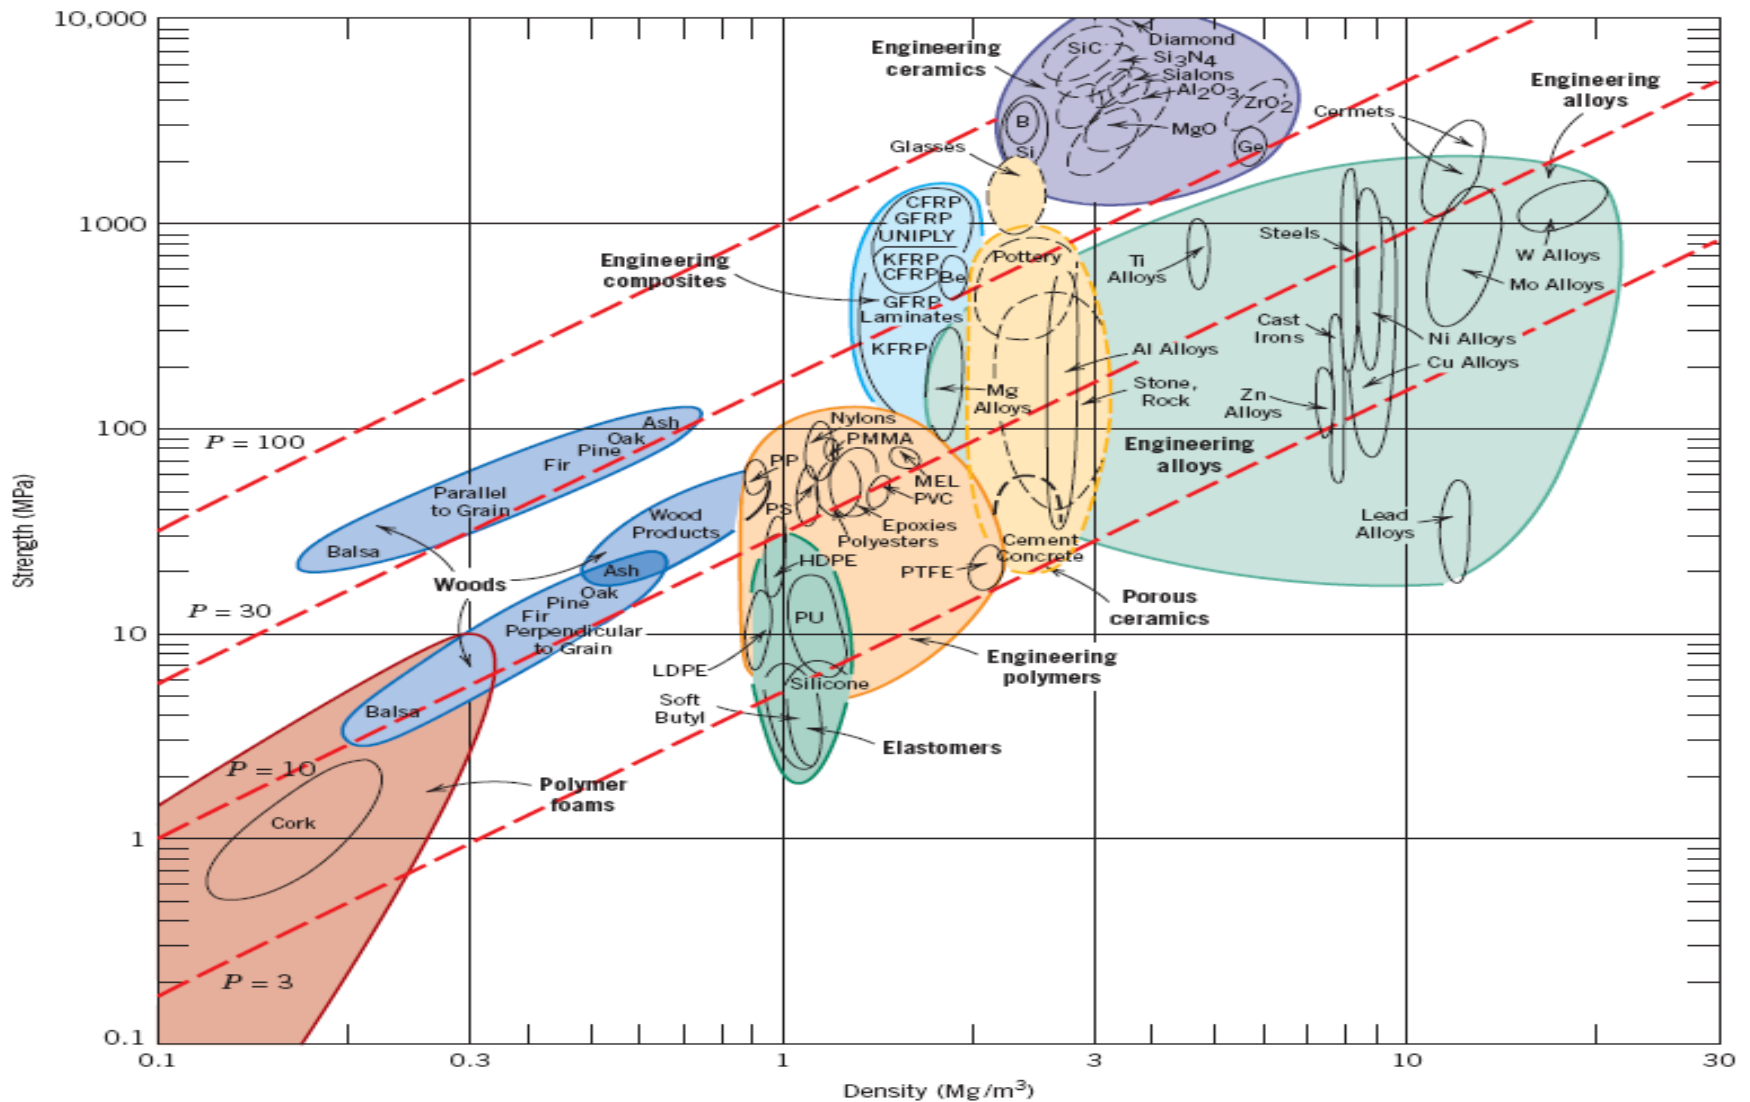 10,000
1000
100
10
1
0.1
Strength (MPa)
0.1
0.3
1
3
10
30
Density (Mg/m³)
Engineering
ceramics
SiC
Diamond
Si₃N₄
Sialons
Al₂O₃
ZrO₂
MgO
B
Si
Ge
Glasses
Cermets
Engineering
alloys
CFRP
GFRP
UNIPLY
KFRP
CFRP
Be
GFRP
Laminates
KFRP
Engineering
composites
Pottery
Ti
Alloys
Steels
W Alloys
Mo Alloys
Cast
Irons
Ni Alloys
Cu Alloys
Al Alloys
Mg
Alloys
Stone,
Rock
Zn
Alloys
Engineering
alloys
Lead
Alloys
P = 100
Ash
Oak
Pine
Fir
Parallel
to Grain
Balsa
Wood
Products
Nylons
PMMA
PP
MEL
PVC
PS
Epoxies
Polyesters
Cement
Concrete
HDPE
PTFE
Woods
Ash
Oak
Pine
Fir
Perpendicular
to Grain
P = 30
PU
Porous
ceramics
LDPE
Engineering
polymers
Silicone
Soft
Butyl
Elastomers
Balsa
P = 10
Polymer
foams
Cork
P = 3